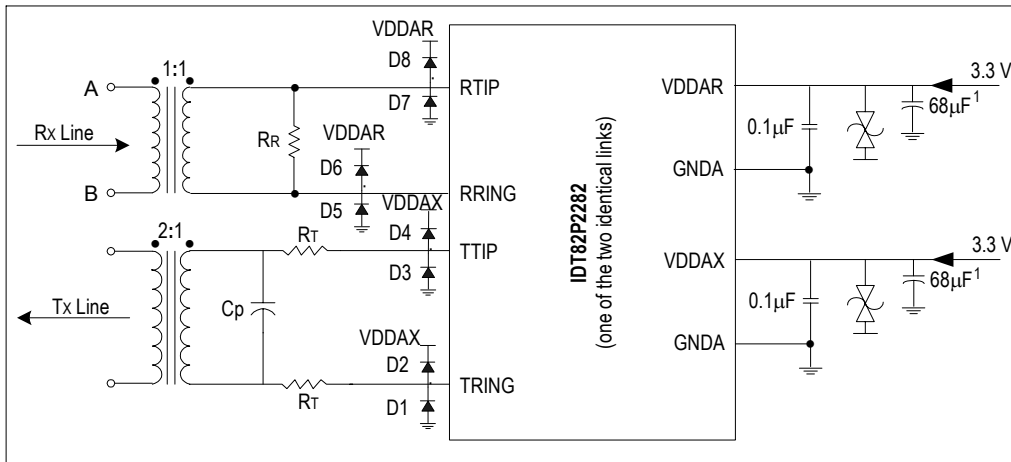 VDDAR
D8
D7
1:1
A
B
Rx Line
RR
VDDAR
D6
D5
RTIP
RRING
VDDAX
D4
D3
TTIP
2:1
Tx Line
RT
Cp
RT
VDDAX
D2
D1
TRING
IDT82P2282
(one of the two identical links)
VDDAR
3.3 V
0.1µF
68µF¹
GNDA
VDDAX
3.3 V
0.1µF
68µF¹
GNDA